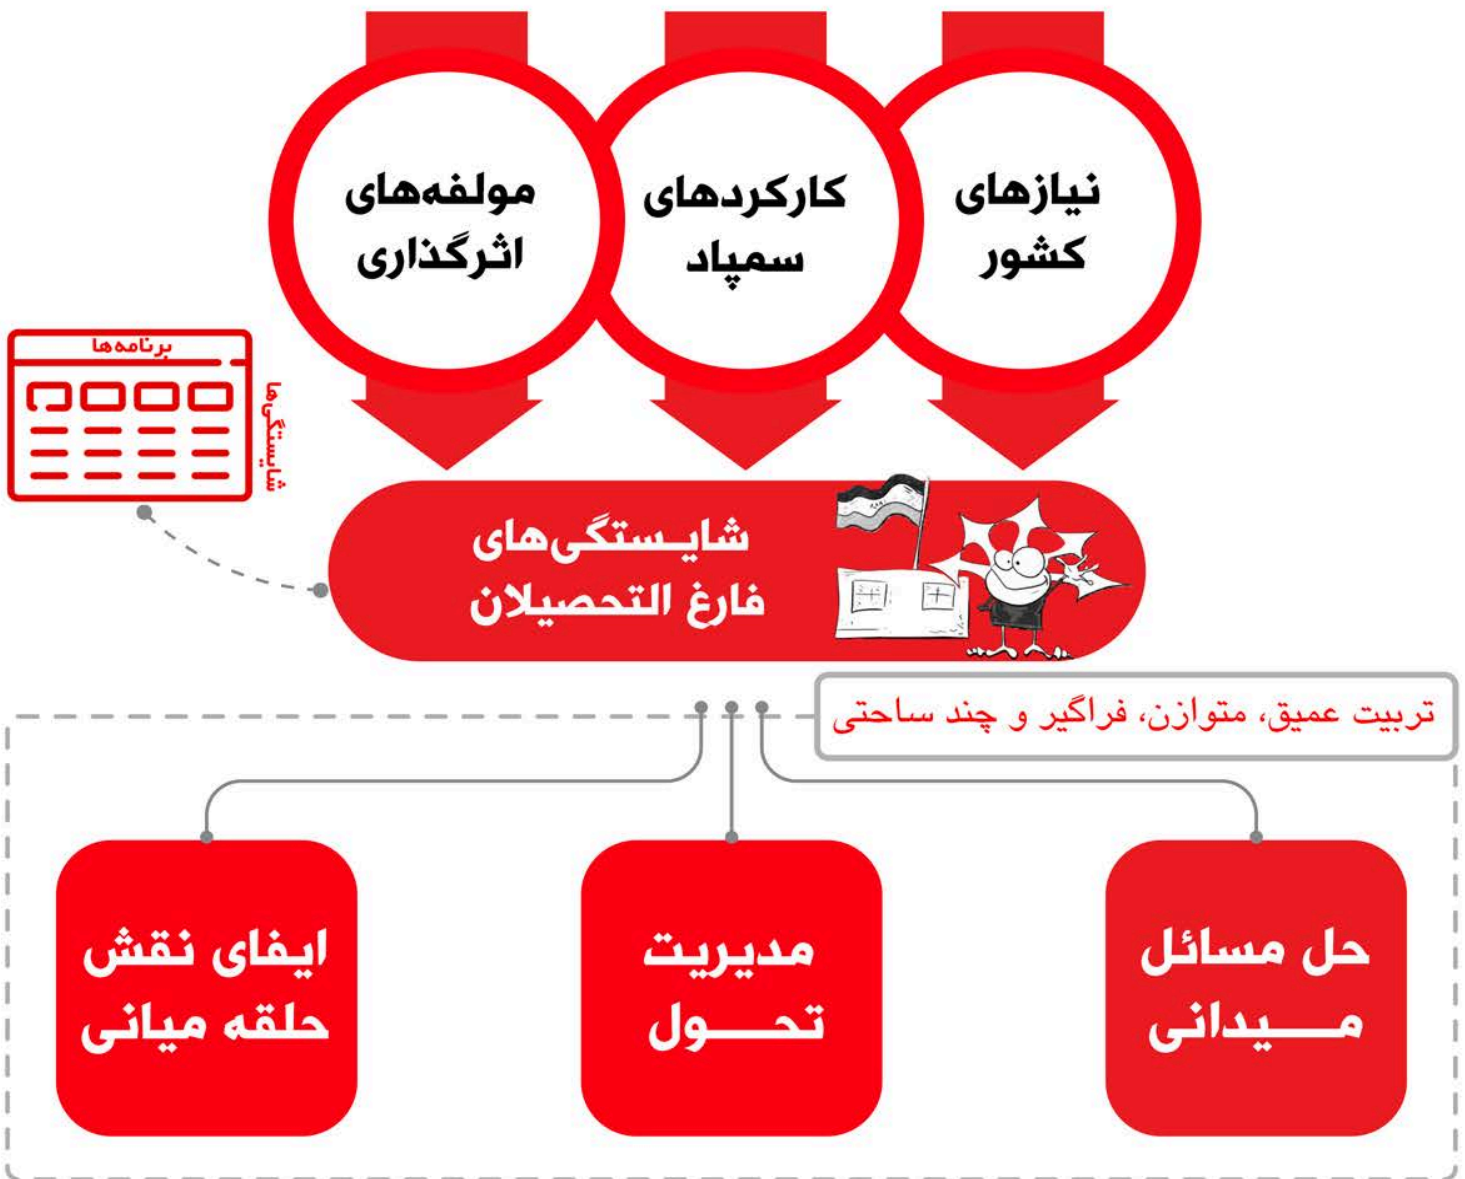 نیازهای
کشور
کارکردهای
سمپاد
مولفه‌های
اثرگذاری
برنامه‌ها
شایستگی‌ها
شایستگی‌های
فارغ التحصیلان
تربیت عمیق، متوازن، فراگیر و چند ساحتی
حل مسائل
میدانی
مدیریت
تحول
ایفای نقش
حلقه میانی